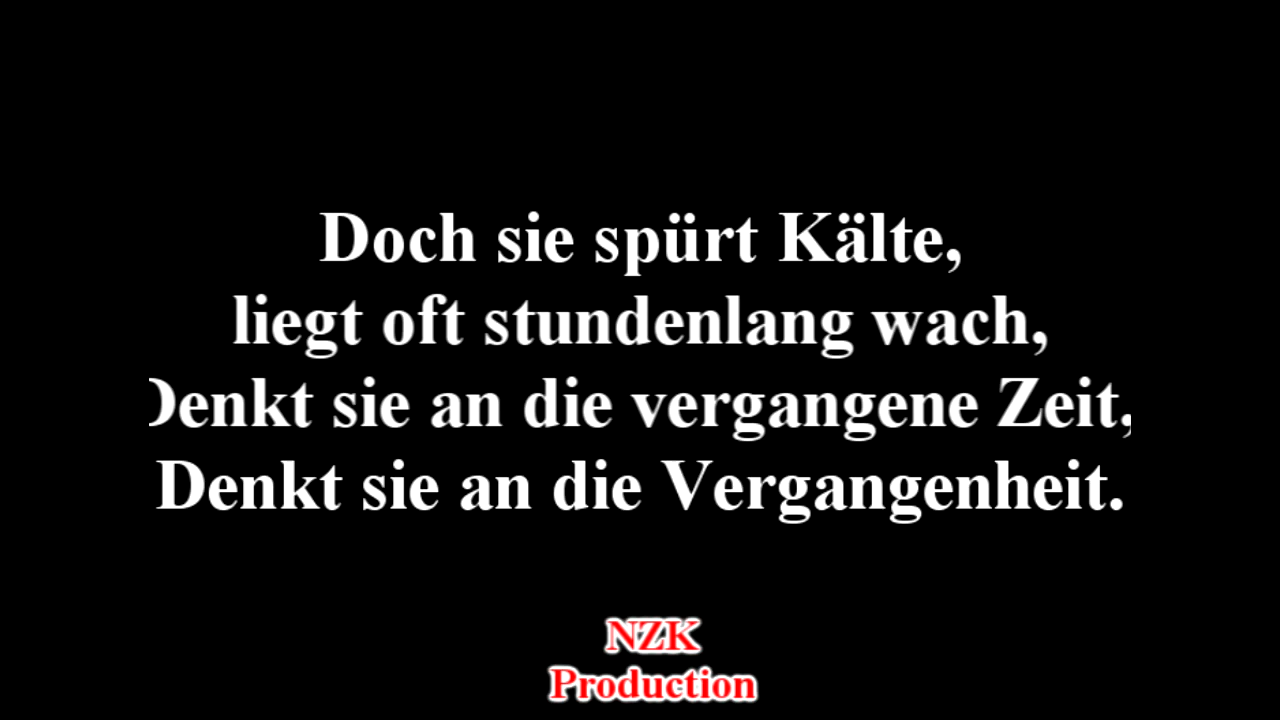 Doch sie spürt Kälte,
liegt oft stundenlang wach,
Denkt sie an die vergangene Zeit,
Denkt sie an die Vergangenheit.
NZK
Production